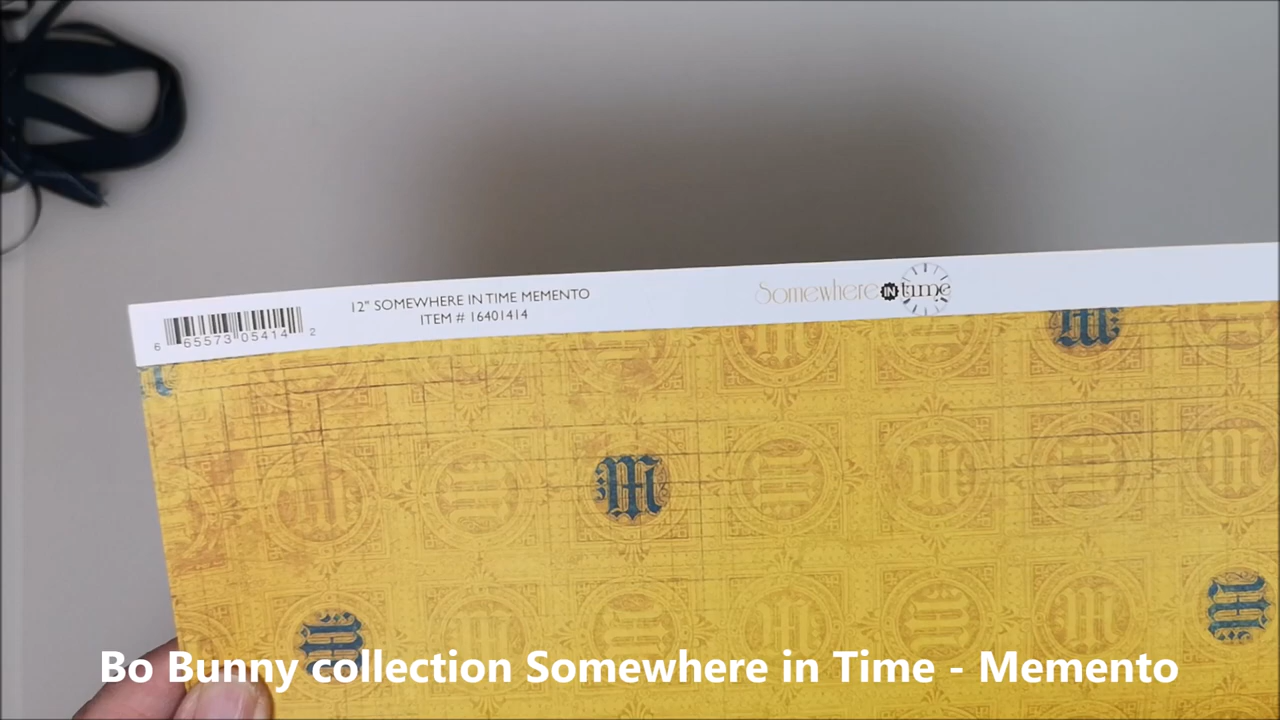 12" SOMEWHERE IN TIME MEMENTO
ITEM # 16401414
6 65573 05414 2
Somewhere IN time
M
M
M
M
M
M
M
Bo Bunny collection Somewhere in Time - Memento